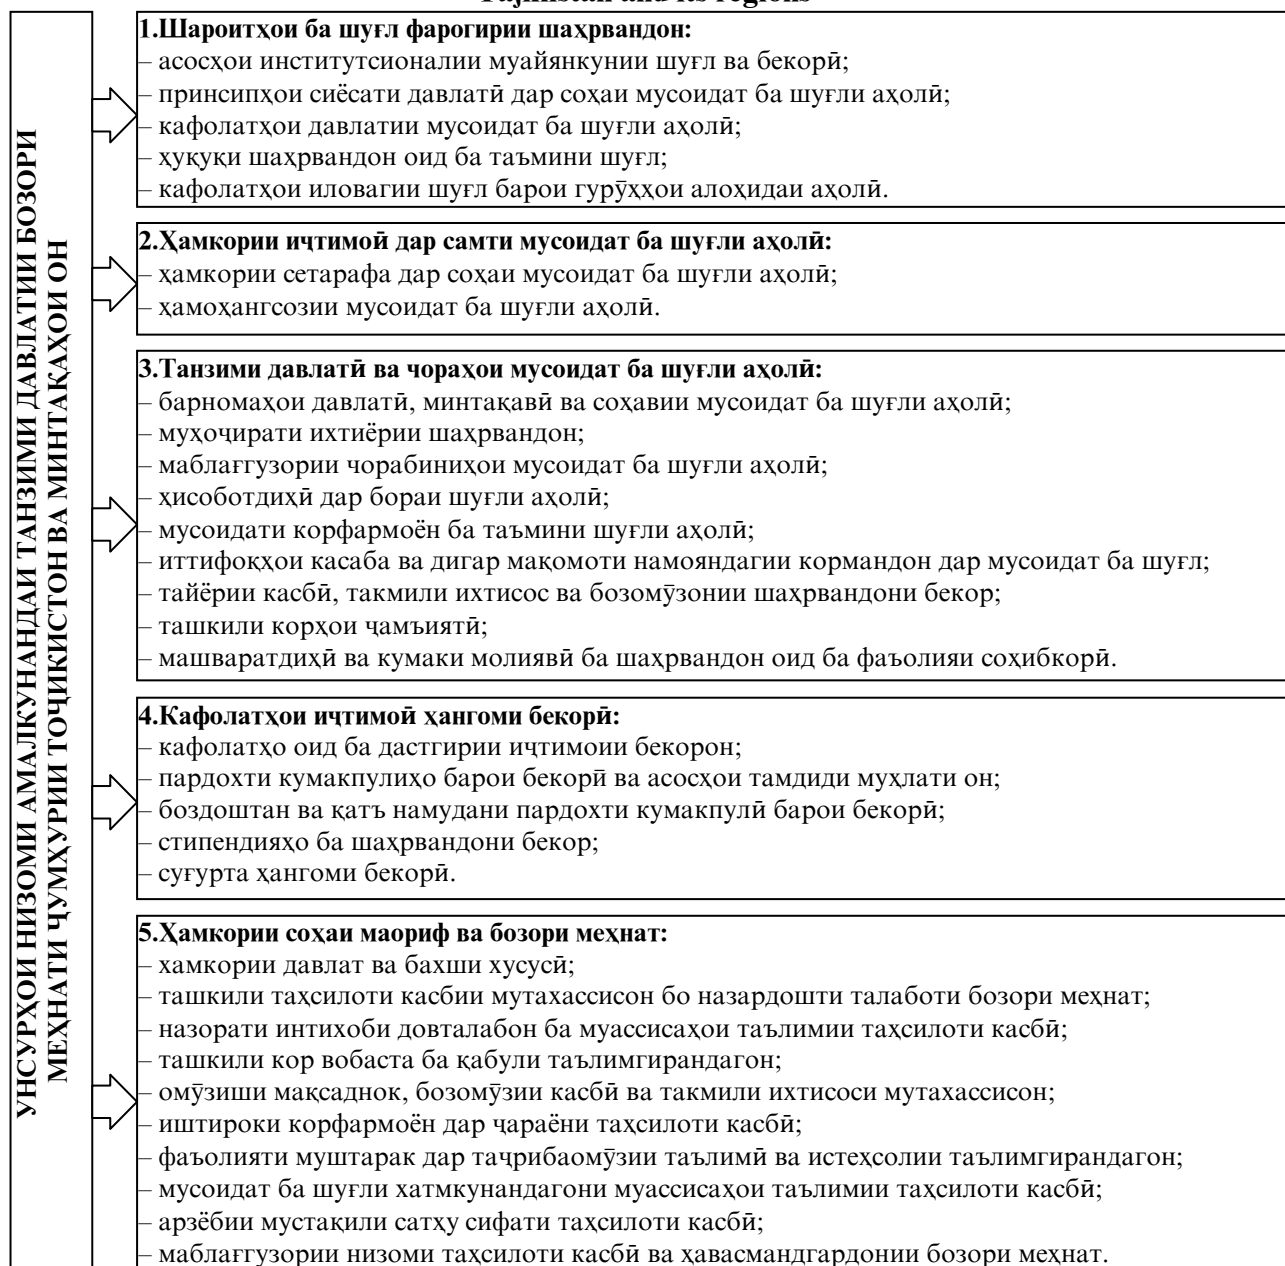 Tajikistan and its regions
УНСУРҲОИ НИЗОМИ АМАЛКУНАНДАИ ТАНЗИМИ ДАВЛАТИИ БОЗОРИ
МЕҲНАТИ ҶУМҲУРИИ ТОҶИКИСТОН ВА МИНТАҚАҲОИ ОН
1.Шароитҳои ба шуғл фарогирии шаҳрвандон:
– асосҳои институтсионалии муайянкунии шуғл ва бекорӣ;
– принсипҳои сиёсати давлатӣ дар соҳаи мусоидат ба шуғли аҳолӣ;
– кафолатҳои давлатии мусоидат ба шуғли аҳолӣ;
– ҳуқуқи шаҳрвандон оид ба таъмини шуғл;
– кафолатҳои иловагии шуғл барои гурӯҳҳои алоҳидаи аҳолӣ.
2.Ҳамкории иҷтимоӣ дар самти мусоидат ба шуғли аҳолӣ:
– ҳамкории сетарафа дар соҳаи мусоидат ба шуғли аҳолӣ;
– ҳамоҳангсозии мусоидат ба шуғли аҳолӣ.
3.Танзими давлатӣ ва чораҳои мусоидат ба шуғли аҳолӣ:
– барномаҳои давлатӣ, минтақавӣ ва соҳавии мусоидат ба шуғли аҳолӣ;
– муҳоҷирати ихтиёрии шаҳрвандон;
– маблағгузории чорабиниҳои мусоидат ба шуғли аҳолӣ;
– ҳисоботдиҳӣ дар бораи шуғли аҳолӣ;
– мусоидати корфармоён ба таъмини шуғли аҳолӣ;
– иттифоқҳои касаба ва дигар мақомоти намояндагии кормандон дар мусоидат ба шуғл;
– тайёрии касбӣ, такмили ихтисос ва бозомӯзонии шаҳрвандони бекор;
– ташкили корҳои ҷамъиятӣ;
– машваратдиҳӣ ва кумаки молиявӣ ба шаҳрвандон оид ба фаъолияи соҳибкорӣ.
4.Кафолатҳои иҷтимоӣ ҳангоми бекорӣ:
– кафолатҳо оид ба дастгирии иҷтимоии бекорон;
– пардохти кумакпулиҳо барои бекорӣ ва асосҳои тамдиди муҳлати он;
– боздоштан ва қатъ намудани пардохти кумакпулӣ барои бекорӣ;
– стипендияҳо ба шаҳрвандони бекор;
– суғурта ҳангоми бекорӣ.
5.Ҳамкории соҳаи маориф ва бозори меҳнат:
– хамкории давлат ва бахши хусусӣ;
– ташкили таҳсилоти касбии мутахассисон бо назардошти талаботи бозори меҳнат;
– назорати интихоби довталабон ба муассисаҳои таълимии таҳсилоти касбӣ;
– ташкили кор вобаста ба қабули таълимгирандагон;
– омӯзиши мақсаднок, бозомӯзии касбӣ ва такмили ихтисоси мутахассисон;
– иштироки корфармоён дар ҷараёни таҳсилоти касбӣ;
– фаъолияти муштарак дар таҷрибаомӯзии таълимӣ ва истеҳсолии таълимгирандагон;
– мусоидат ба шуғли хатмкунандагони муассисаҳои таълимии таҳсилоти касбӣ;
– арзёбии мустақили сатҳу сифати таҳсилоти касбӣ;
– маблағгузории низоми таҳсилоти касбӣ ва ҳавасмандгардонии бозори меҳнат.